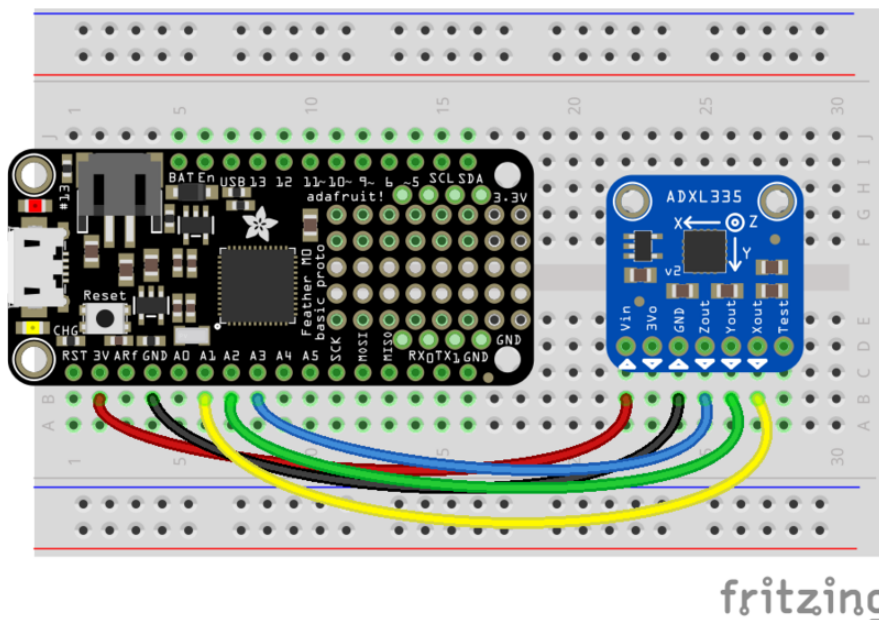 1 5 10 15 20 25 30
J J
I
H
G
F F
BAT En USB 13 12 11~ 10~ 9~ 6 ~5 SCL SDA
#13
adafruit!
3.3V
ADXL335
X Z
Y
v2
Reset
Feather M0
basic proto
CHG
RST 3V ARf GND A0 A1 A2 A3 A4 A5 SCK MOSI MISO RX0 TX1 GND
GND
Vin 3Vo GND Zout Yout Xout Test
E
D
C
B B
A A
1 5 10 15 20 25 30
fritzing